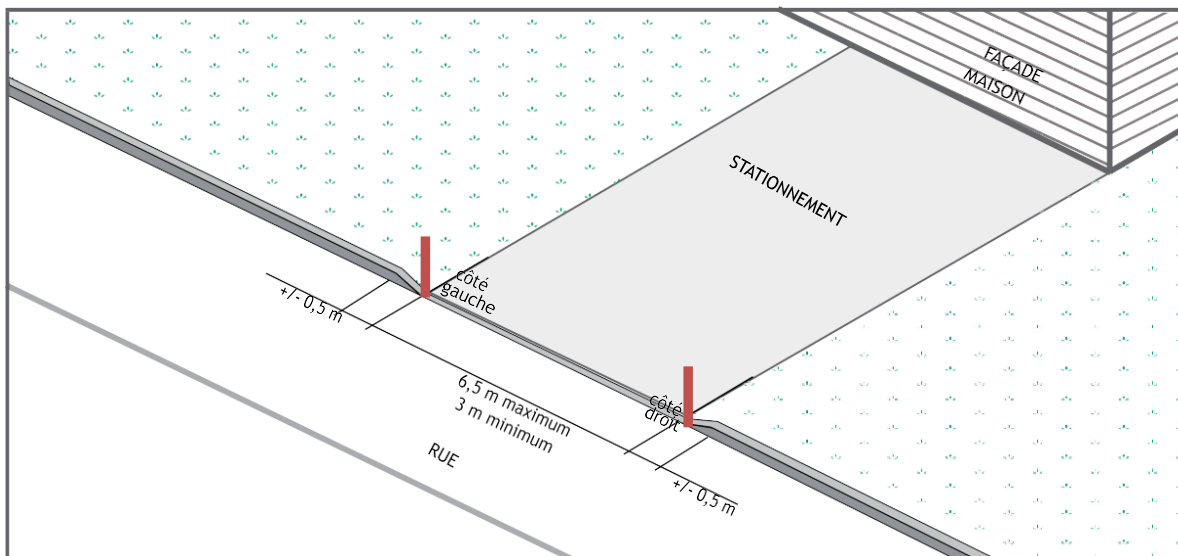 FAÇADE
MAISON
STATIONNEMENT
côté
gauche
+/- 0,5 m
6,5 m maximum
3 m minimum
côté
droit
RUE
+/- 0,5 m